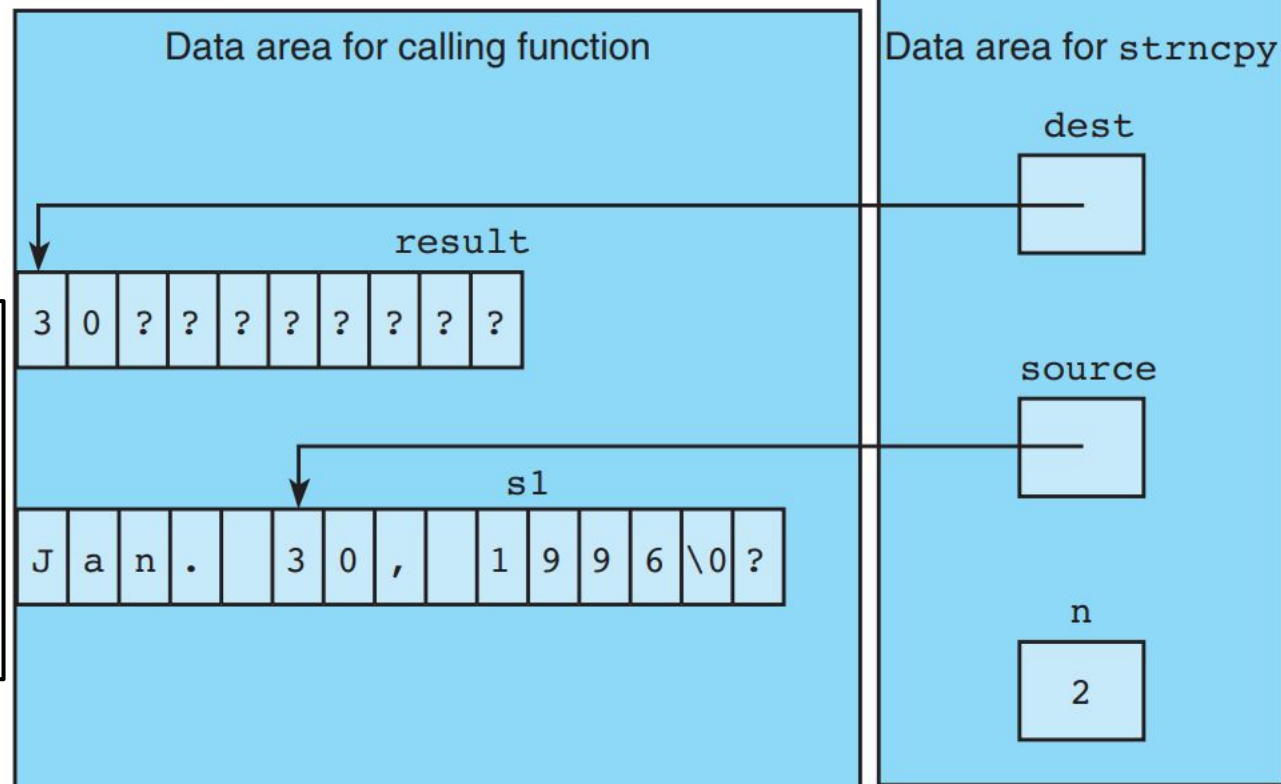 Data area for calling function
Data area for strncpy
dest
result
3 0 ? ? ? ? ? ? ? ?
source
s1
J a n . 3 0 , 1 9 9 6 \0 ?
n
2